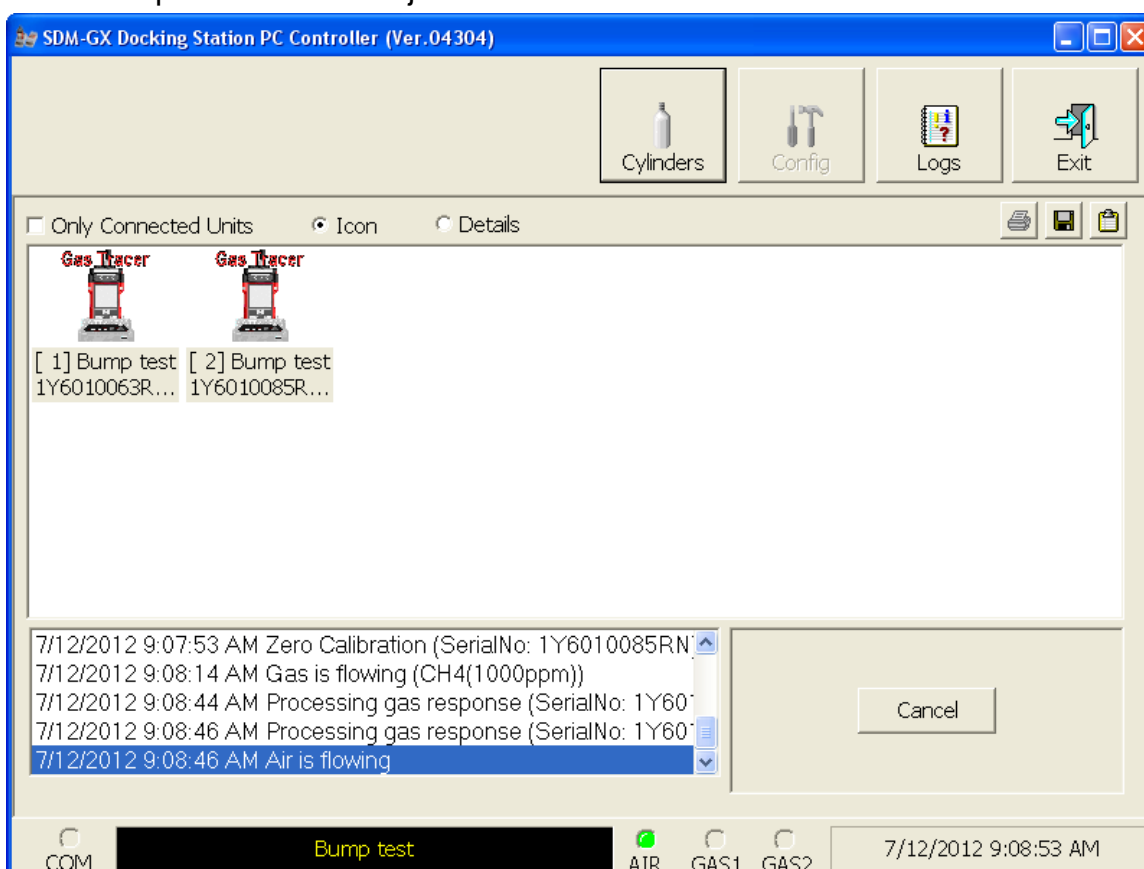 SDM-GX Docking Station PC Controller (Ver.04304)
Cylinders
Config
Logs
Exit
Only Connected Units
Icon
Details
Gas Tracer
Gas Tracer
[ 1] Bump test
1Y6010063R...
[ 2] Bump test
1Y6010085R...
7/12/2012 9:07:53 AM Zero Calibration (SerialNo: 1Y6010085RN
7/12/2012 9:08:14 AM Gas is flowing (CH4(1000ppm))
7/12/2012 9:08:44 AM Processing gas response (SerialNo: 1Y60
7/12/2012 9:08:46 AM Processing gas response (SerialNo: 1Y60
7/12/2012 9:08:46 AM Air is flowing
Cancel
COM
Bump test
AIR
GAS1
GAS2
7/12/2012 9:08:53 AM